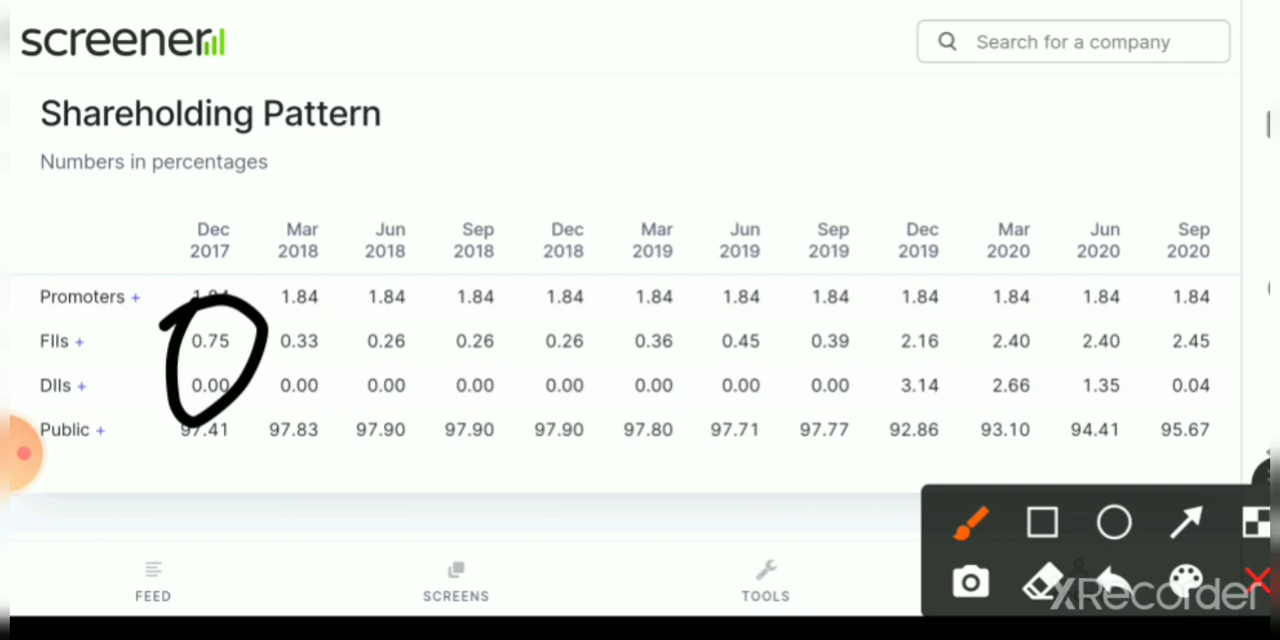 screener
Search for a company
Shareholding Pattern
Numbers in percentages
Dec 2017 Mar 2018 Jun 2018 Sep 2018 Dec 2018 Mar 2019 Jun 2019 Sep 2019 Dec 2019 Mar 2020 Jun 2020 Sep 2020
Promoters + 1.84 1.84 1.84 1.84 1.84 1.84 1.84 1.84 1.84 1.84 1.84
FIIs + 0.75 0.33 0.26 0.26 0.26 0.36 0.45 0.39 2.16 2.40 2.40 2.45
DIIs + 0.00 0.00 0.00 0.00 0.00 0.00 0.00 0.00 3.14 2.66 1.35 0.04
Public + 97.41 97.83 97.90 97.90 97.90 97.80 97.71 97.77 92.86 93.10 94.41 95.67
FEED SCREENS TOOLS
XRecorder